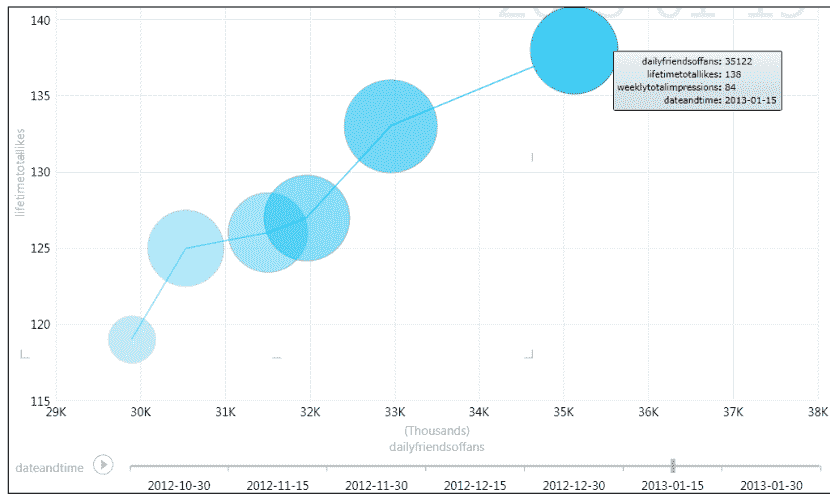 140
135
130
125
120
115
lifetimetotallikes
dailyfriendsoffans: 35122
lifetimetotallikes: 138
weeklytotalimpressions: 84
dateandtime: 2013-01-15
29K 30K 31K 32K 33K 34K 35K 36K 37K 38K
(Thousands)
dailyfriendsoffans
dateandtime
2012-10-30 2012-11-15 2012-11-30 2012-12-15 2012-12-30 2013-01-15 2013-01-30